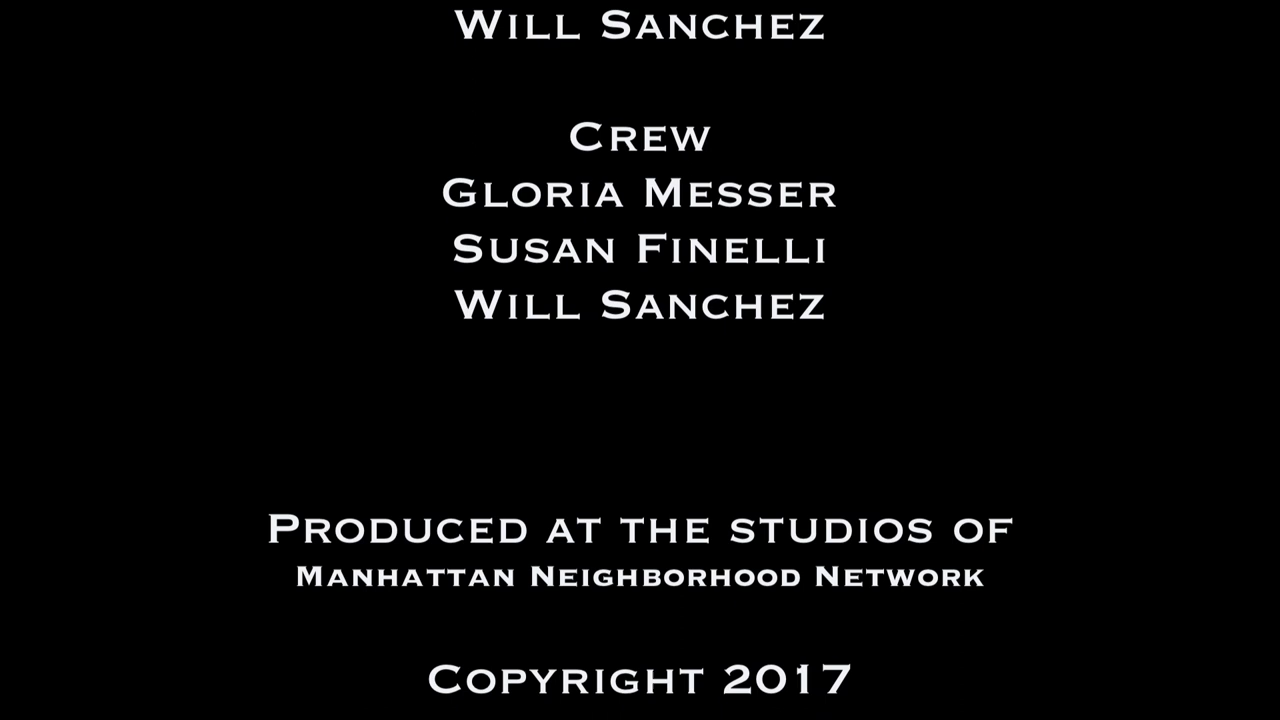 Will Sanchez
Crew
Gloria Messer
Susan Finelli
Will Sanchez
Produced at the studios of
Manhattan Neighborhood Network
Copyright 2017